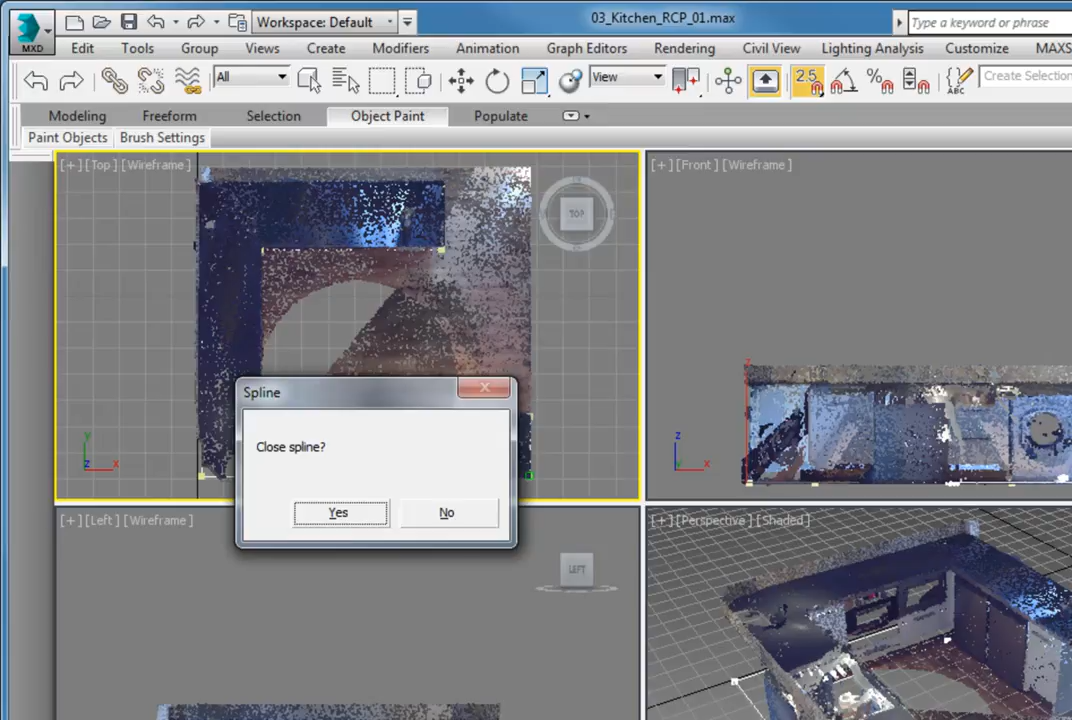 Workspace: Default
03_Kitchen_RCP_01.max
Type a keyword or phrase
MXD
Edit Tools Group Views Create Modifiers Animation Graph Editors Rendering Civil View Lighting Analysis Customize MAXS
All
View
2.5
%
ABC
Create Selection
Modeling Freeform Selection Object Paint Populate
Paint Objects Brush Settings
[+] [Top] [Wireframe]
[+] [Front] [Wireframe]
TOP
Spline
Close spline?
Yes No
y
z x
z
z
y x
[+] [Left] [Wireframe]
[+] [Perspective] [Shaded]
LEFT